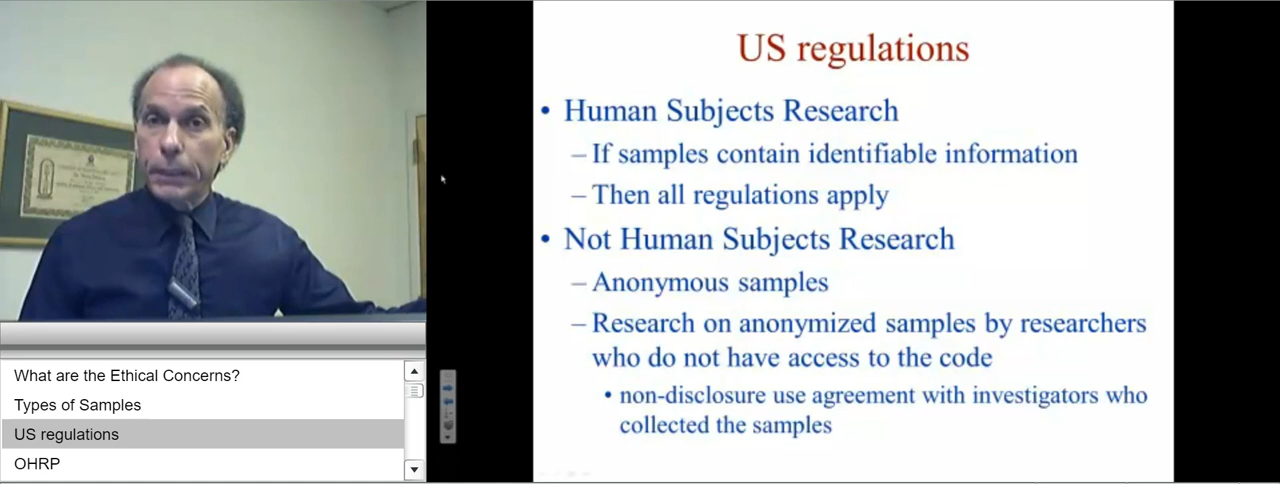 US regulations
• Human Subjects Research
– If samples contain identifiable information
– Then all regulations apply
• Not Human Subjects Research
– Anonymous samples
– Research on anonymized samples by researchers
who do not have access to the code
• non-disclosure use agreement with investigators who
collected the samples
What are the Ethical Concerns?
Types of Samples
US regulations
OHRP